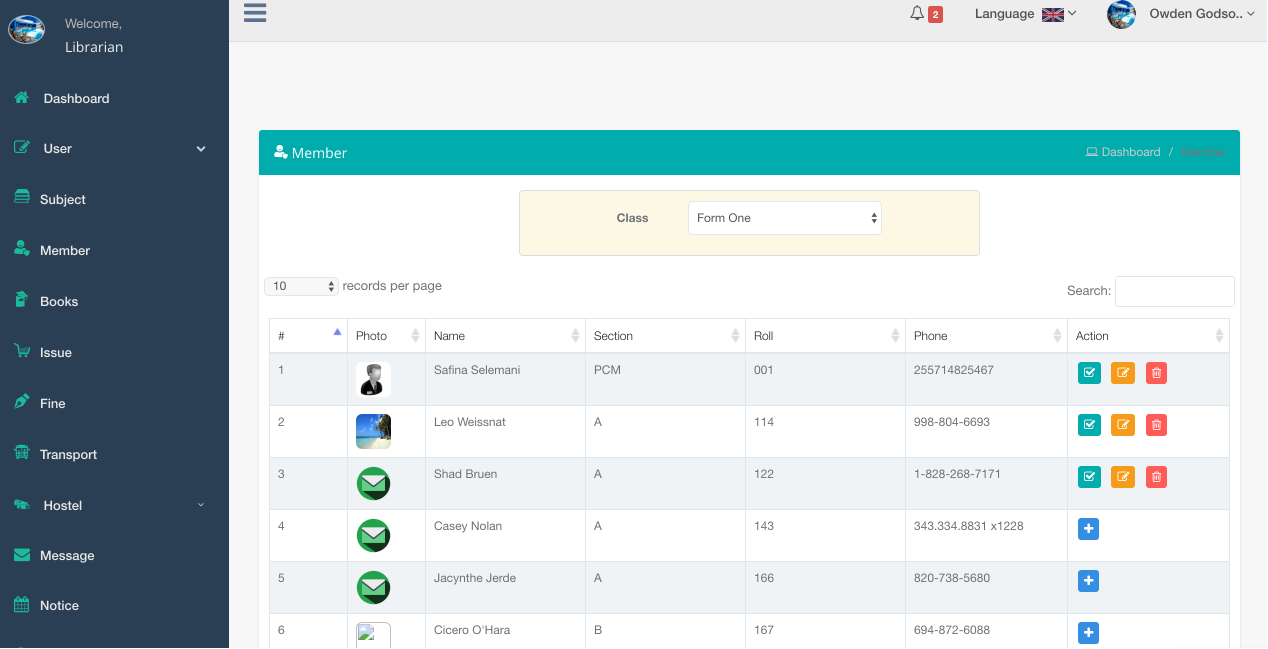 Welcome,
Librarian
Dashboard
User
Subject
Member
Books
Issue
Fine
Transport
Hostel
Message
Notice
2 Language Owden Godso..
Member Dashboard / Member
Class Form One
10 records per page Search:
# Photo Name Section Roll Phone Action
1 Safina Selemani PCM 001 255714825467
2 Leo Weissnat A 114 998-804-6693
3 Shad Bruen A 122 1-828-268-7171
4 Casey Nolan A 143 343.334.8831 x1228
5 Jacynthe Jerde A 166 820-738-5680
6 Cicero O'Hara B 167 694-872-6088